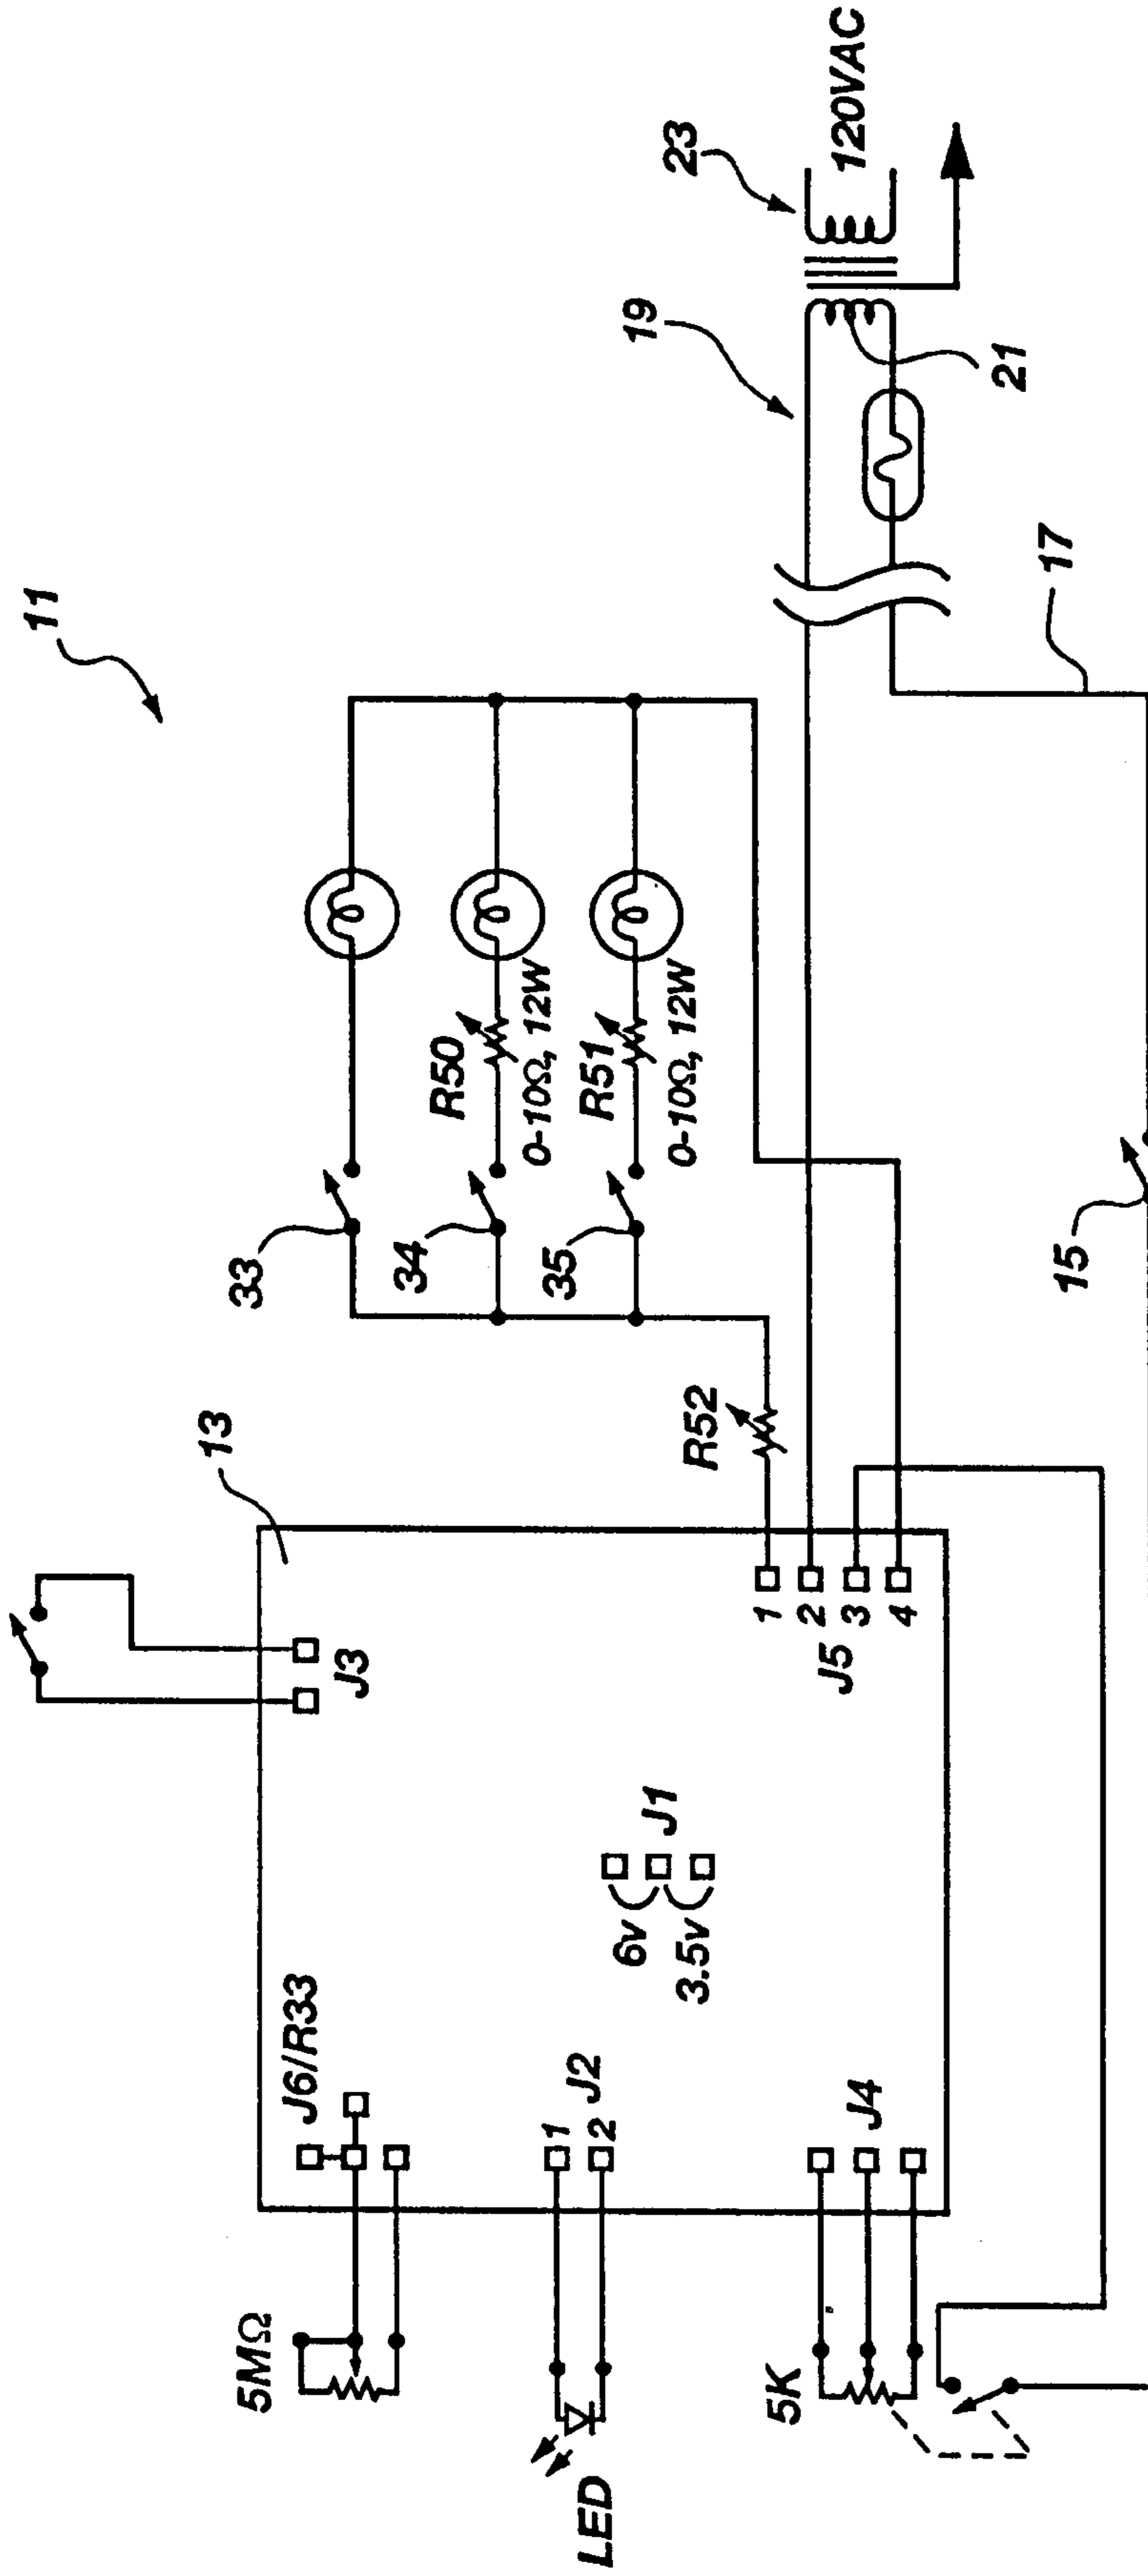 11
23
120VAC
19
21
17
33
34
R50
0-10Ω, 12W
35
R51
0-10Ω, 12W
R52
15
13
J3
J6/R33
5MΩ
1
2
J2
LED
6v
3.5v
J1
J4
5K
1
2
3
4
J5